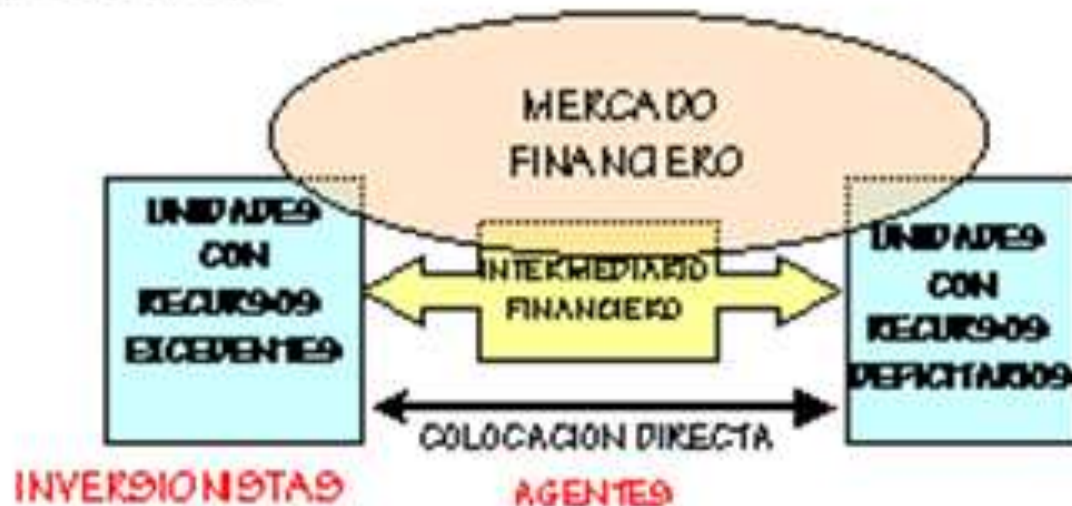 MERCADO
FINANCIERO
UNIDADES
CON
RECURSOS
EXCEDENTES
INTERMEDIARIO
FINANCIERO
UNIDADES
CON
RECURSOS
DEFICITARIOS
COLOCACION DIRECTA
INVERSIONISTAS
AGENTES